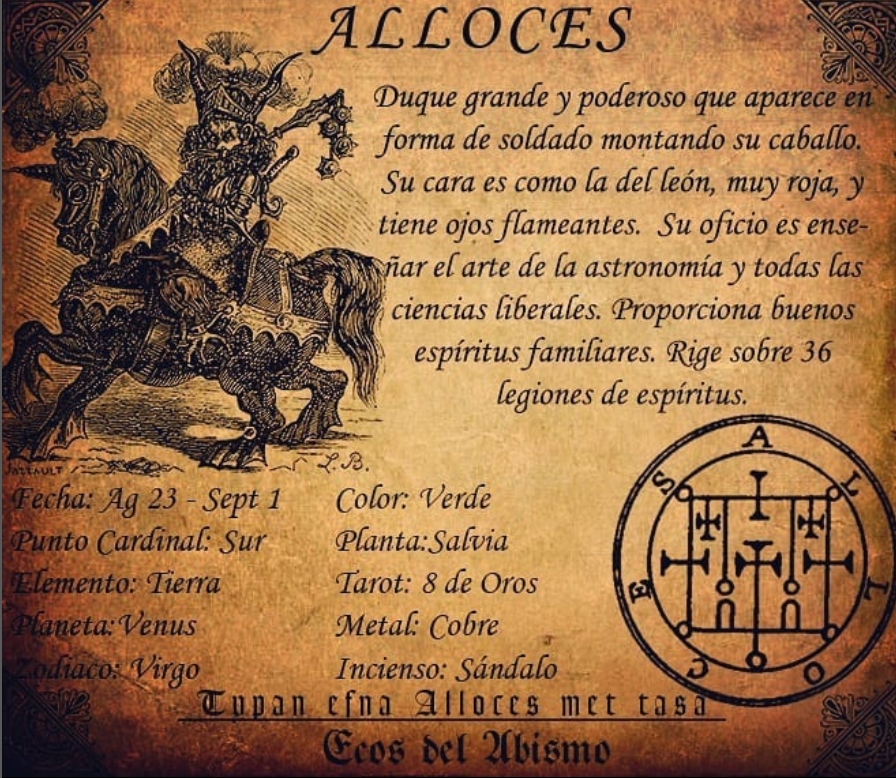 ALLOCES
Duque grande y poderoso que aparece en
forma de soldado montando su caballo.
Su cara es como la del león, muy roja, y
tiene ojos flameantes. Su oficio es ense-
ñar el arte de la astronomía y todas las
ciencias liberales. Proporciona buenos
espíritus familiares. Rige sobre 36
legiones de espíritus.
L.B.
Fecha: Ag 23 - Sept 1
Punto Cardinal: Sur
Elemento: Tierra
Planeta:Venus
Zodiaco: Virgo
Color: Verde
Planta:Salvia
Tarot: 8 de Oros
Metal: Cobre
Incienso: Sándalo
A L L O C E S
Typan efna Alloces met tasa
Ecos del Abismo